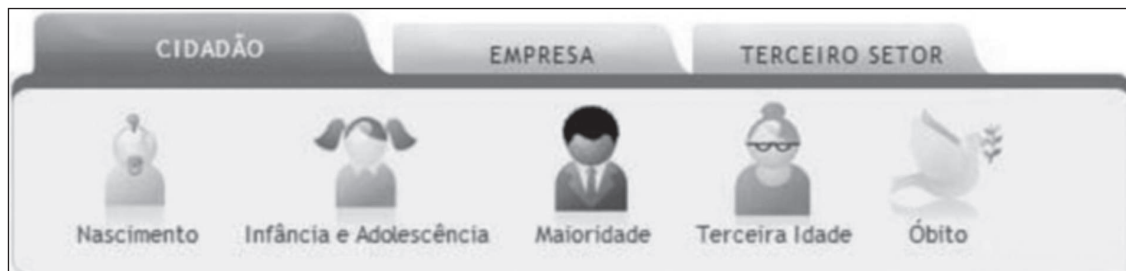 CIDADÃO EMPRESA TERCEIRO SETOR
Nascimento Infância e Adolescência Maioridade Terceira Idade Óbito